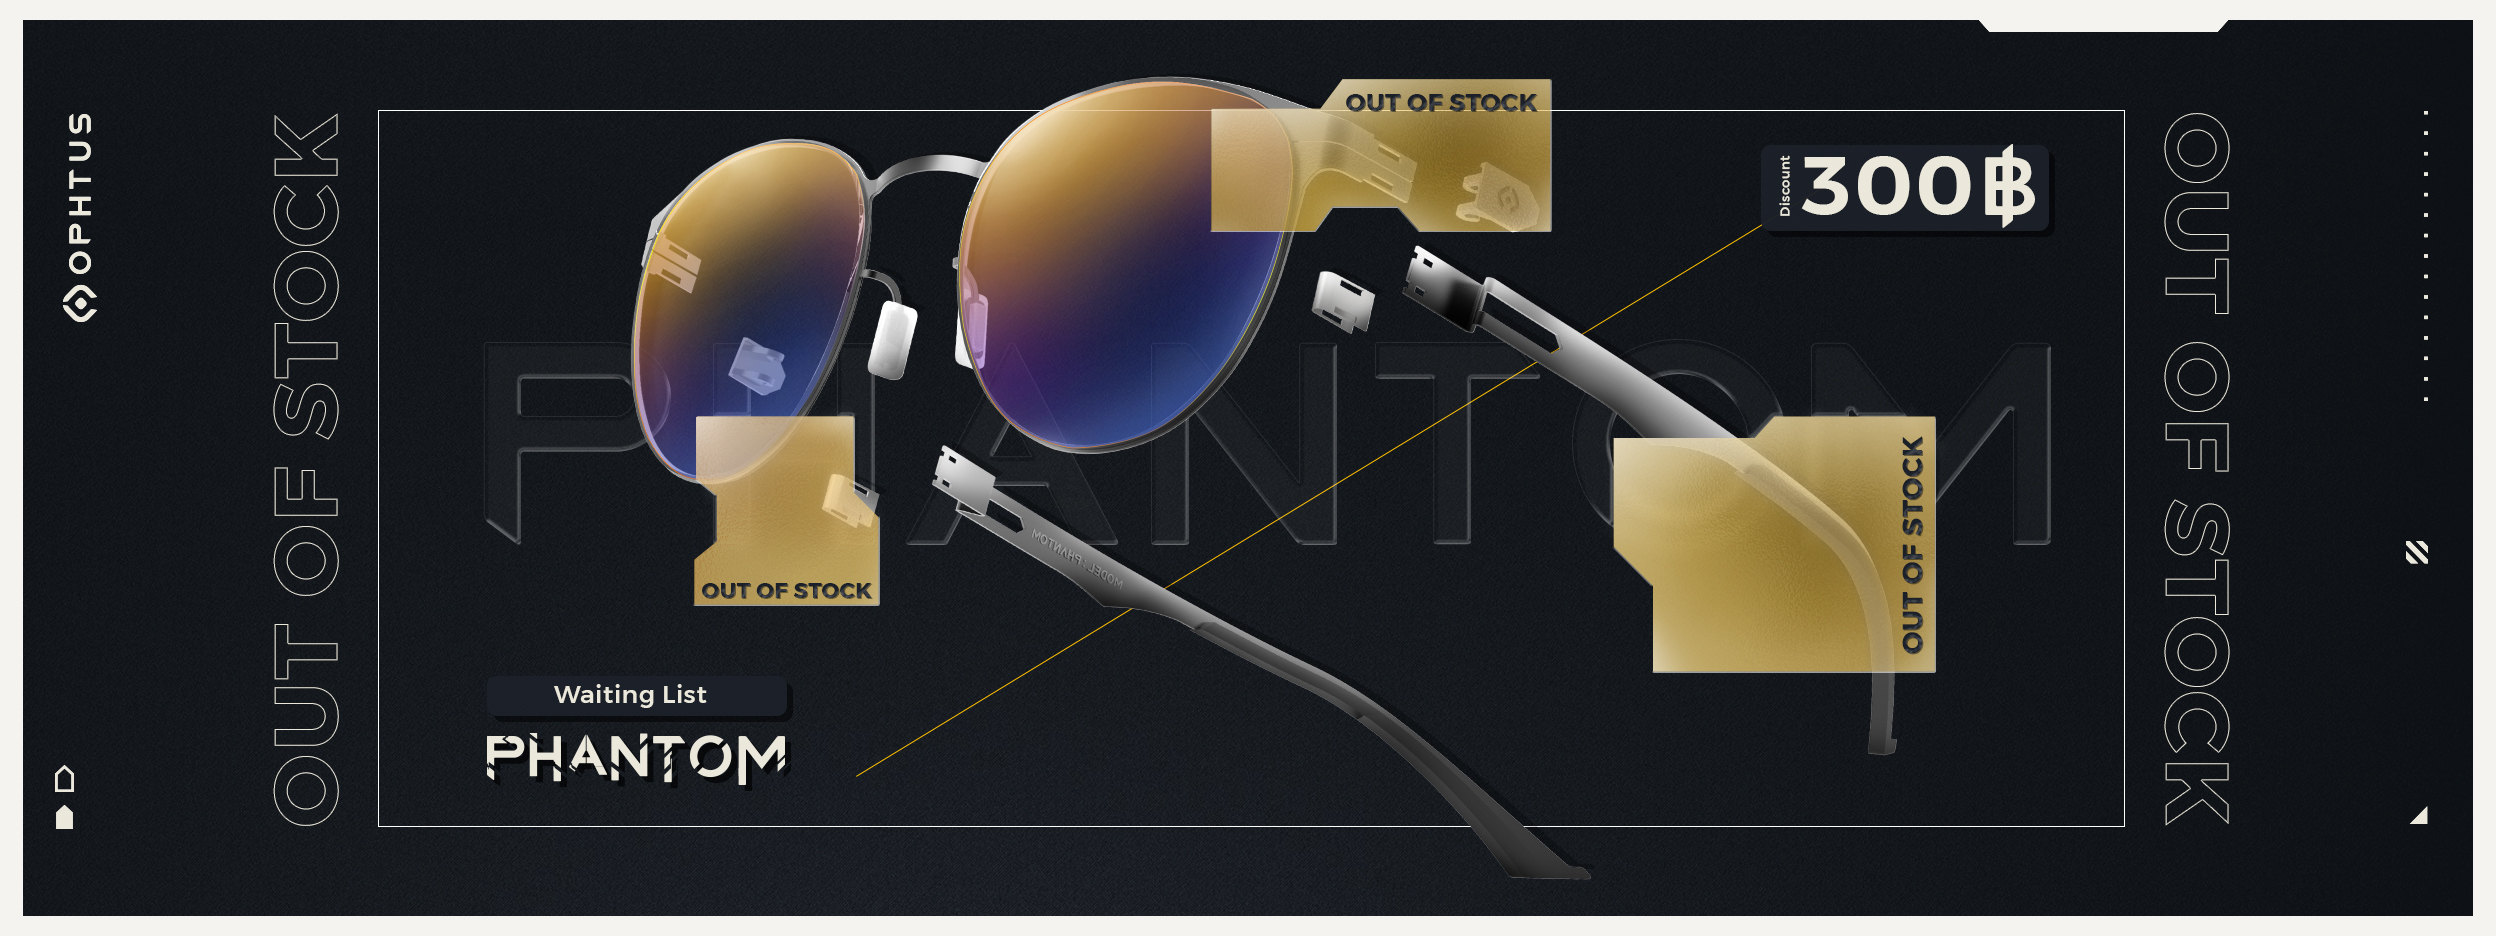 OPHTUS
OUT OF STOCK
OUT OF STOCK
Discount
300฿
PHANTOM
MODEL : PHANTOM
OUT OF STOCK
OUT OF STOCK
Waiting List
PHANTOM
OUT OF STOCK